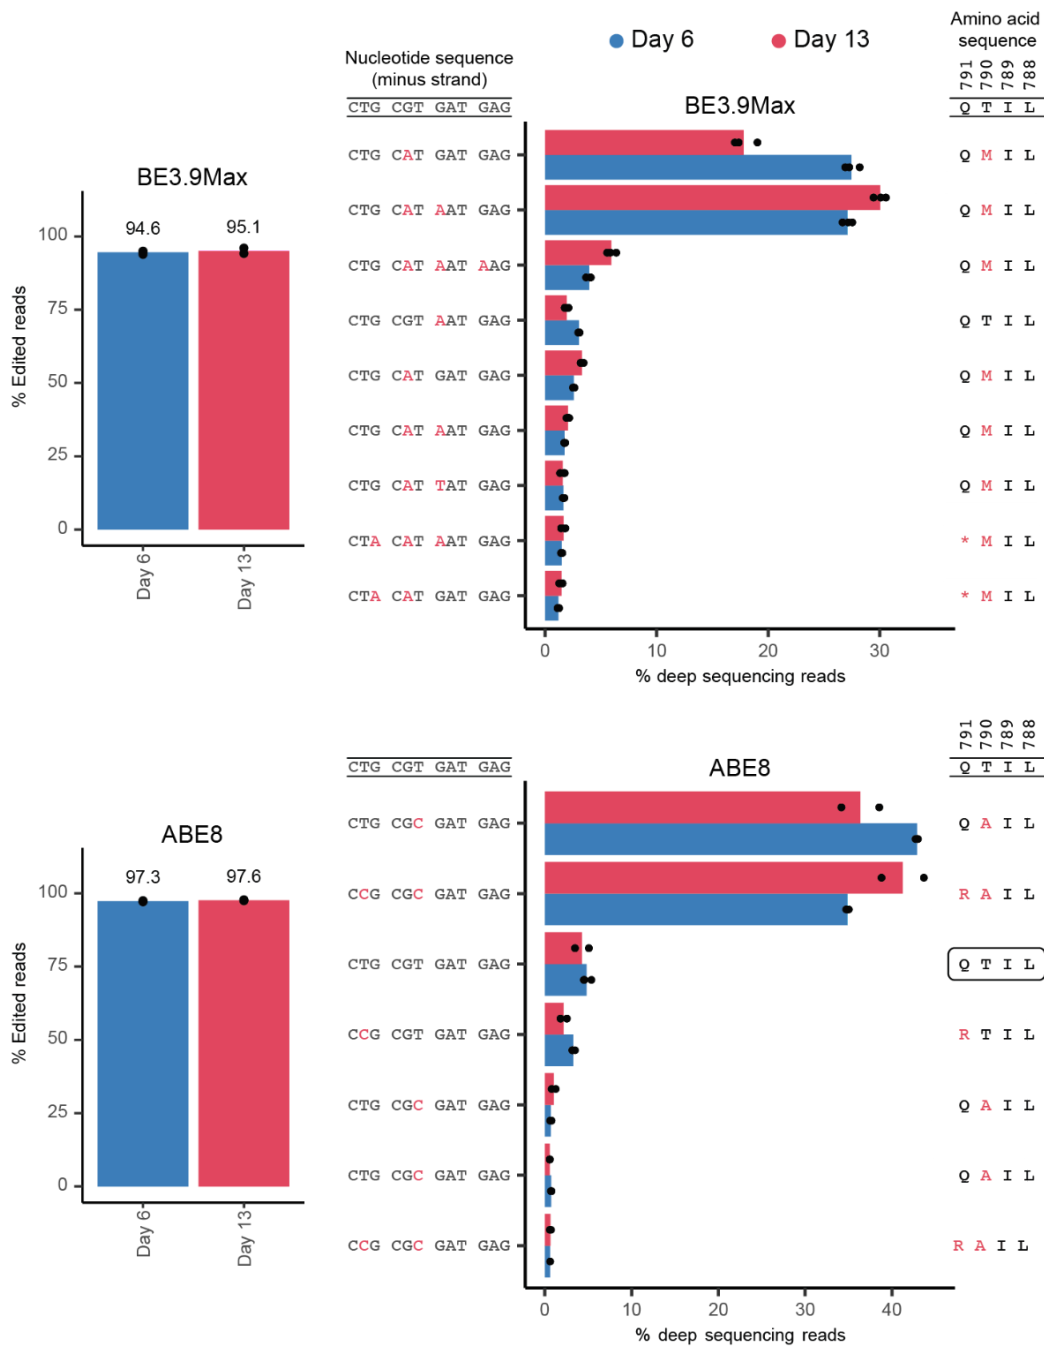 Day 6
Day 13
Amino acid
sequence
Nucleotide sequence
(minus strand)
791
790
789
788
CTG CGT GAT GAG
BE3.9Max
Q T I L
CTG CAT GAT GAG
Q M I L
CTG CAT AAT GAG
Q M I L
CTG CAT AAT AAG
Q M I L
CTG CGT AAT GAG
Q T I L
CTG CAT GAT GAG
Q M I L
CTG CAT AAT GAG
Q M I L
CTG CAT TAT GAG
Q M I L
CTA CAT AAT GAG
* M I L
CTA CAT GAT GAG
* M I L
0
10
20
30
% deep sequencing reads
BE3.9Max
94.6
95.1
100
75
50
25
0
% Edited reads
Day 6
Day 13
791
790
789
788
CTG CGT GAT GAG
ABE8
Q T I L
CTG CGC GAT GAG
Q A I L
CCG CGC GAT GAG
R A I L
CTG CGT GAT GAG
Q T I L
CCG CGT GAT GAG
R T I L
CTG CGC GAT GAG
Q A I L
CTG CGC GAT GAG
Q A I L
CCG CGC GAT GAG
R A I L
0
10
20
30
40
% deep sequencing reads
ABE8
97.3
97.6
100
75
50
25
0
% Edited reads
Day 6
Day 13